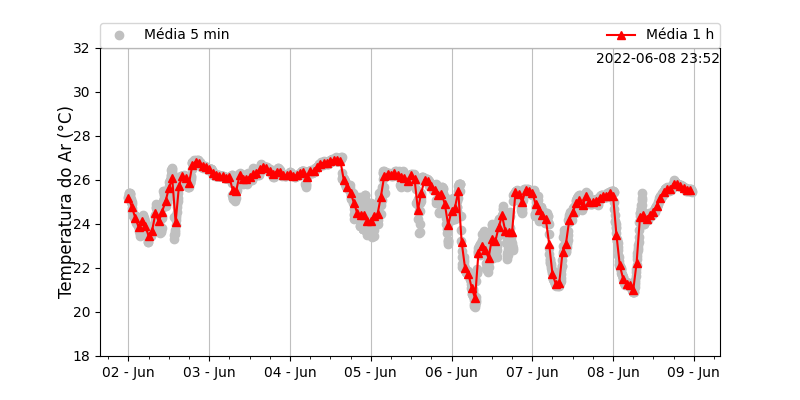 Média 5 min
Média 1 h
2022-06-08 23:52
Temperatura do Ar (°C)
32
30
28
26
24
22
20
18
02 - Jun
03 - Jun
04 - Jun
05 - Jun
06 - Jun
07 - Jun
08 - Jun
09 - Jun